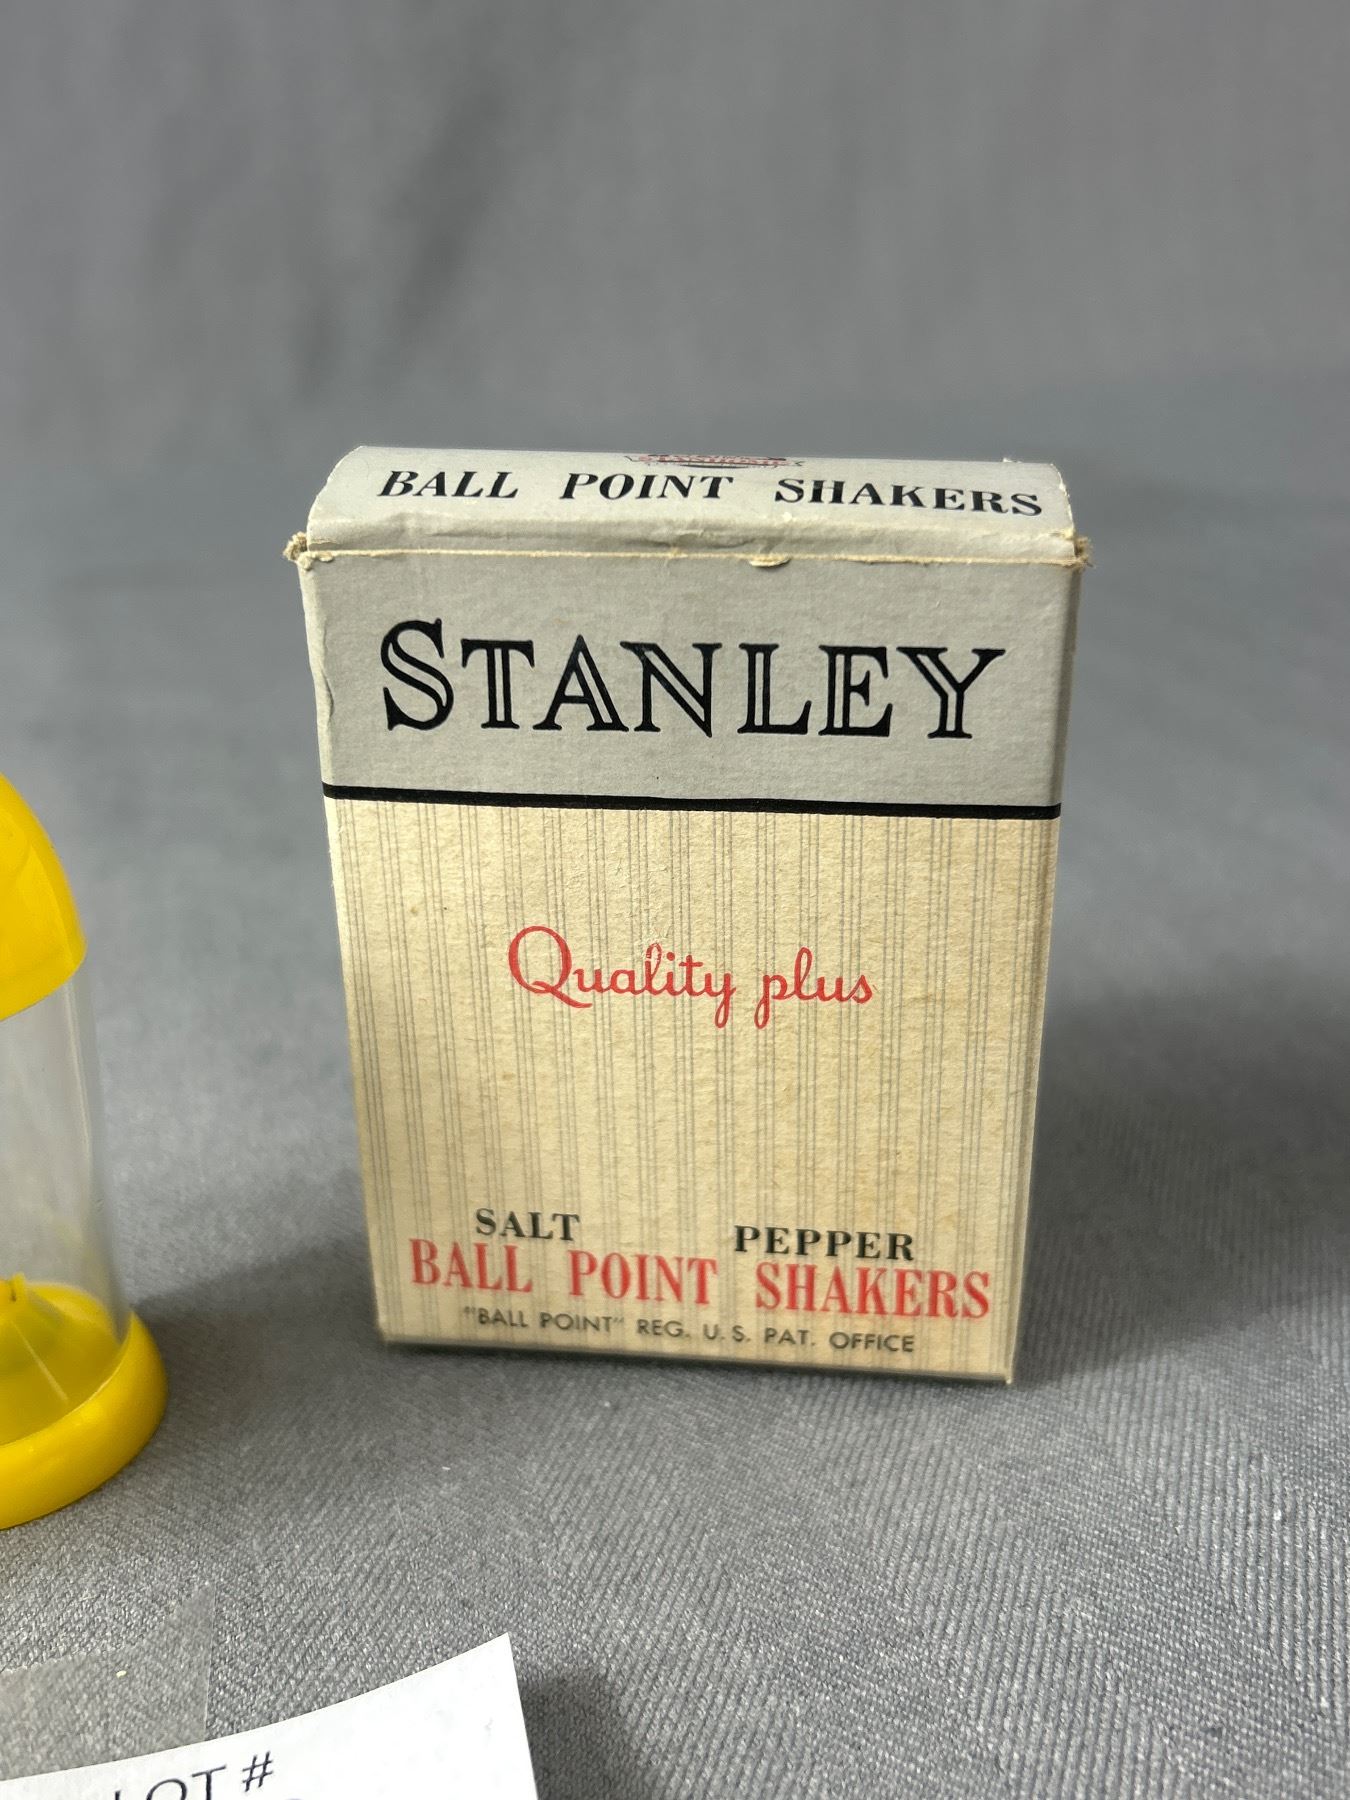 BALL POINT SHAKERS
STANLEY
Quality plus
SALT PEPPER
BALL POINT SHAKERS
"BALL POINT" REG. U.S. PAT. OFFICE
LOT #